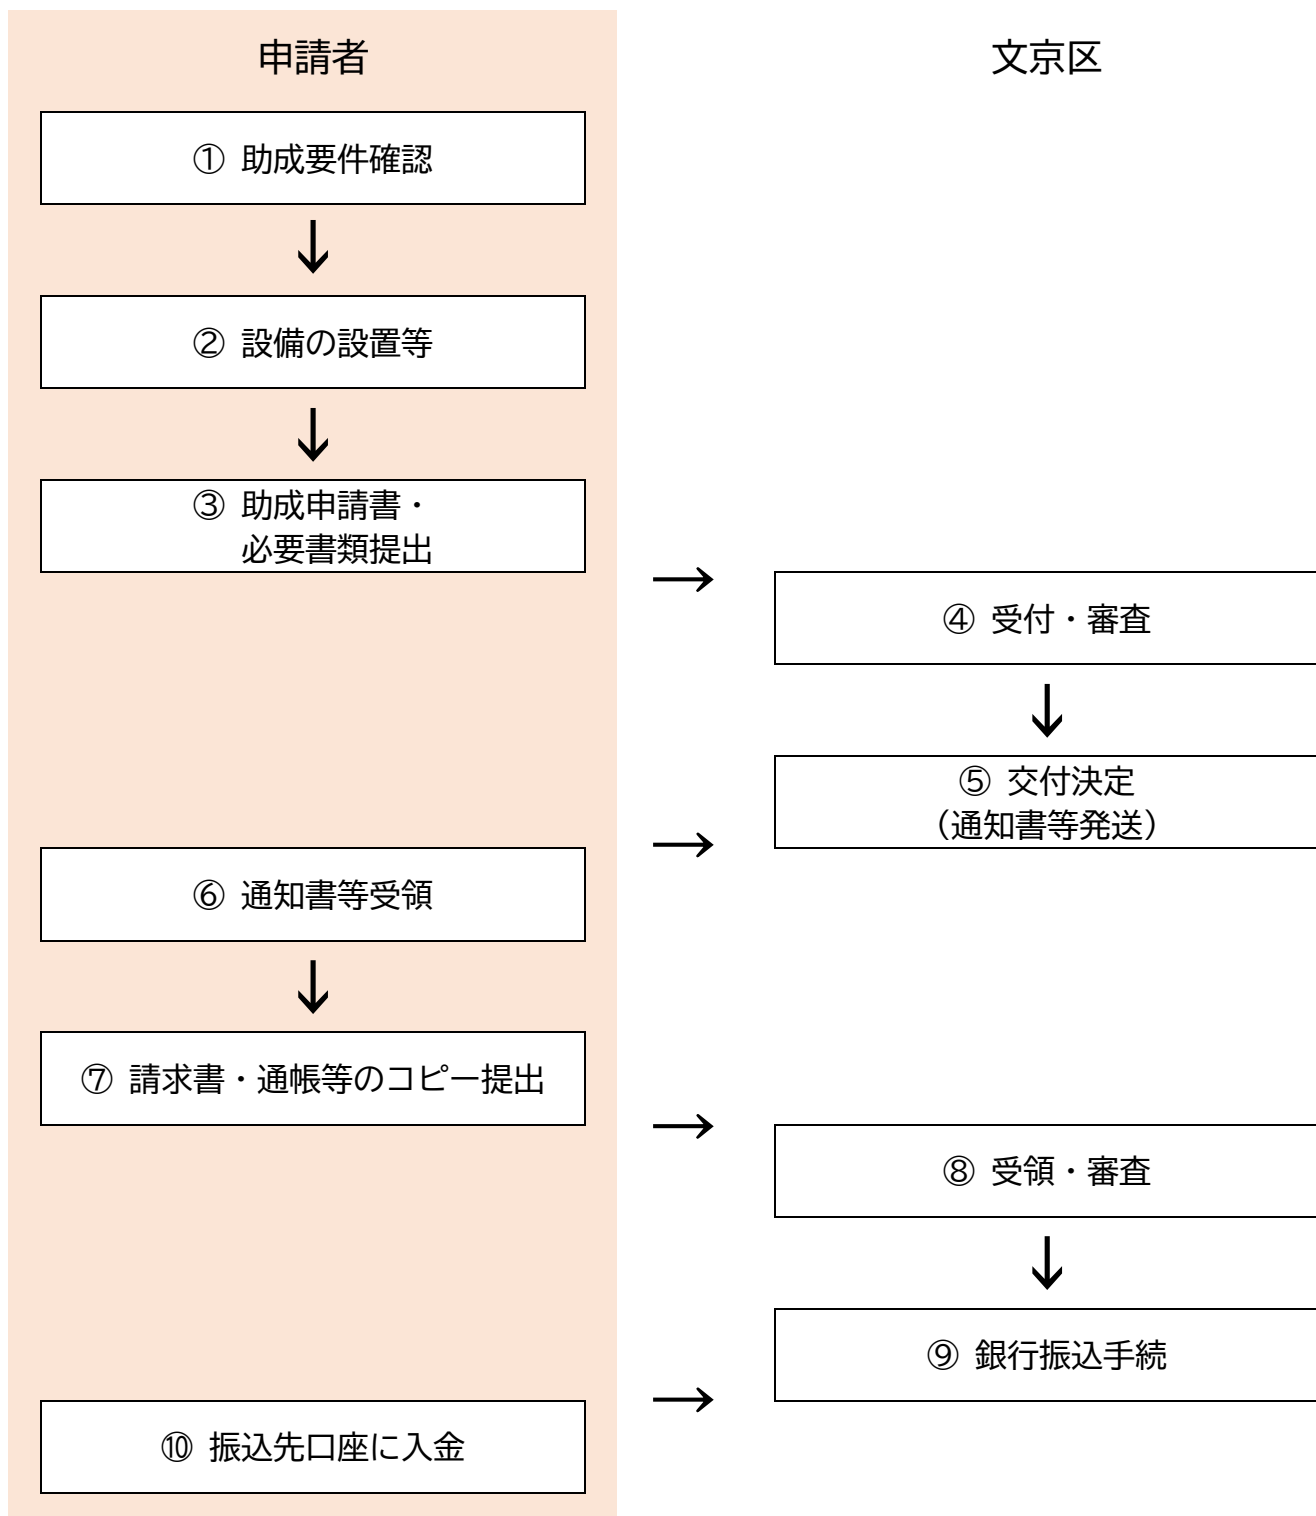 申請者
文京区
① 助成要件確認
② 設備の設置等
③ 助成申請書・
必要書類提出
④ 受付・審査
⑤ 交付決定
（通知書等発送）
⑥ 通知書等受領
⑦ 請求書・通帳等のコピー提出
⑧ 受領・審査
⑨ 銀行振込手続
⑩ 振込先口座に入金